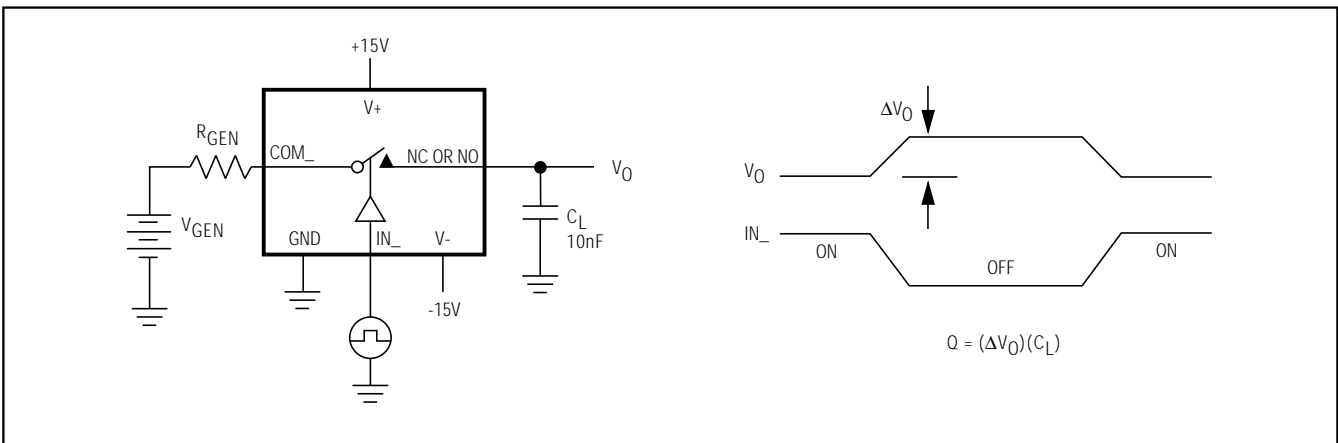 +15V
V+
RGEN
COM_
NC OR NO
VO
VGEN
GND
IN_
V-
CL
10nF
-15V
ΔVO
VO
IN_
ON
OFF
ON
Q = (ΔVO)(CL)